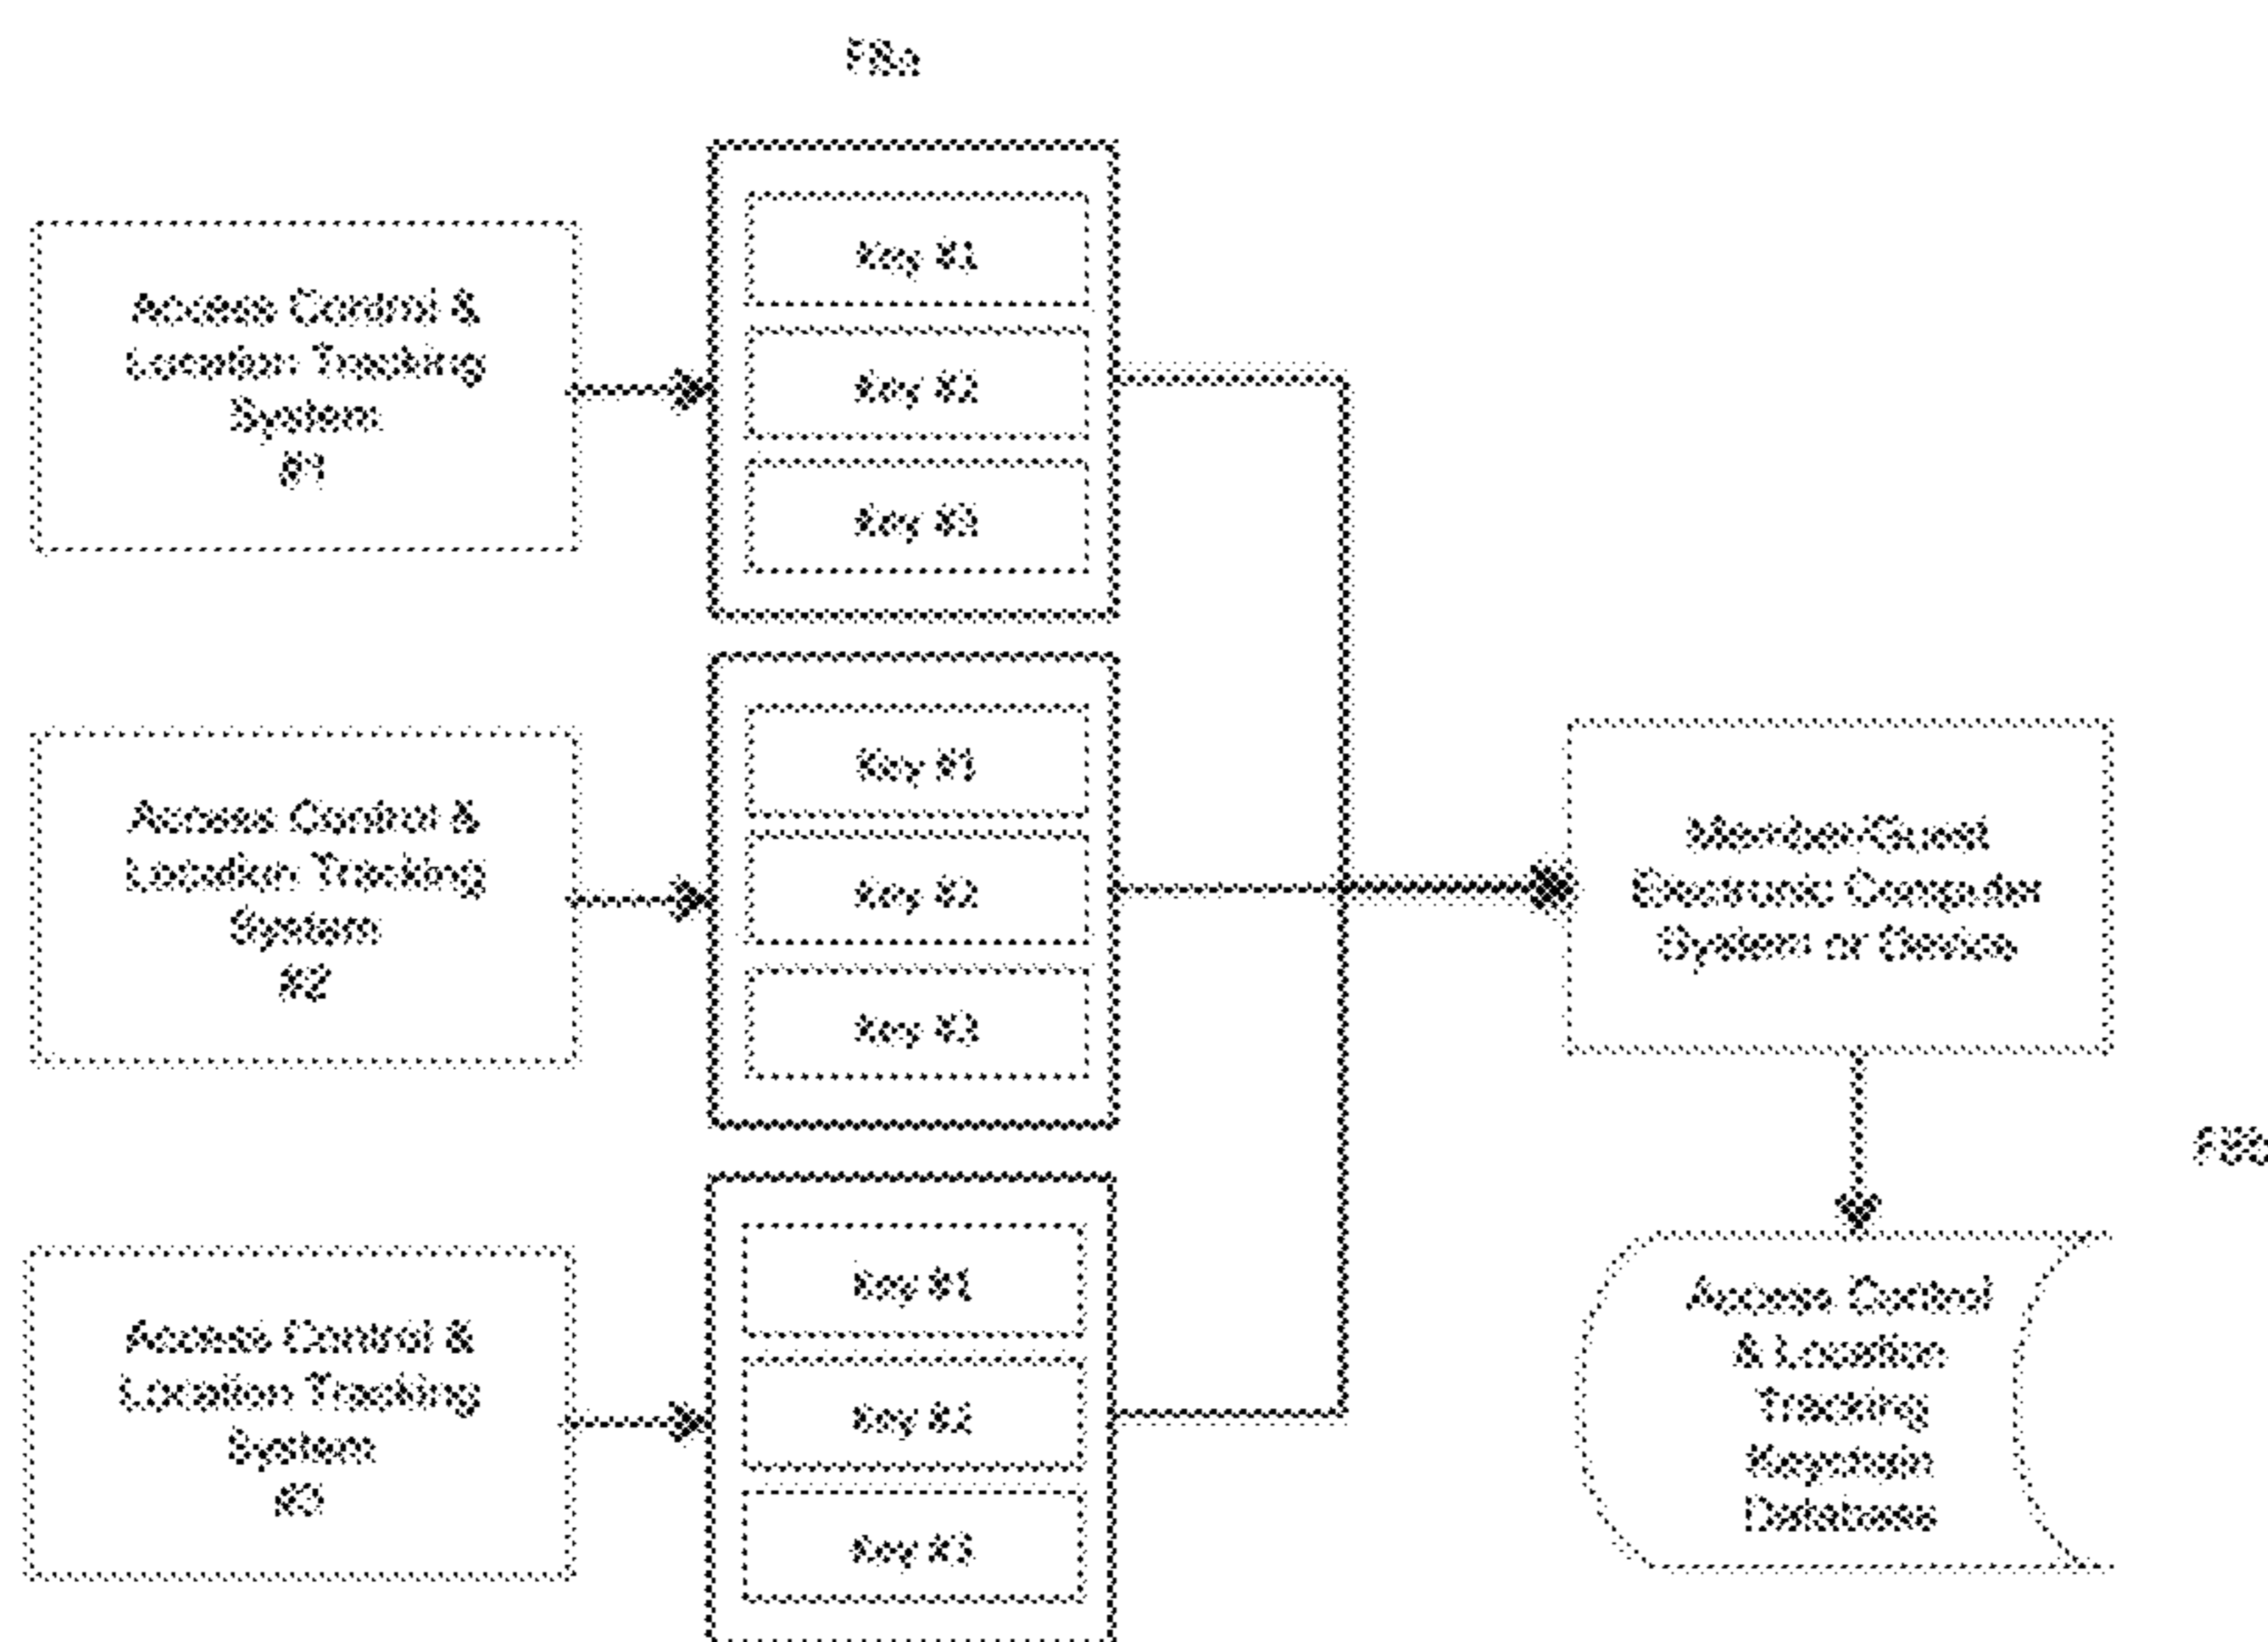 Key #1
Access Control &
Location Tracking
System
#1
Key #2
Key #3
Key #1
Access Control &
Location Tracking
System
#2
Key #2
Key #3
Member/Guest
Electronic Computer
System or Device
Key #1
Access Control &
Location Tracking
System
#3
Key #2
Key #3
Access Control
& Location
Tracking
Keychain
Database